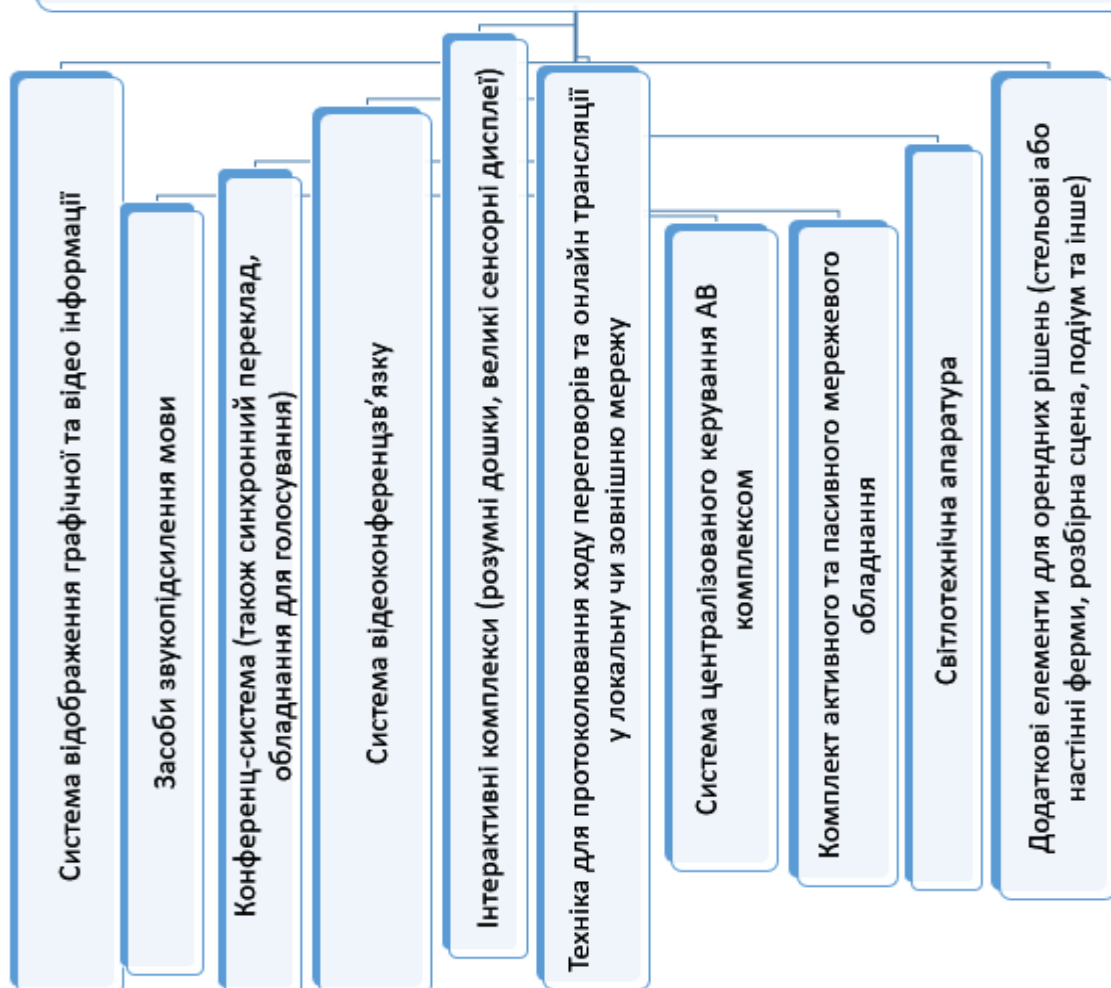 Система відображення графічної та відео інформації
Засоби звукопідсилення мови
Конференц-система (також синхронний переклад,
обладнання для голосування)
Система відеоконференцзв’язку
Інтерактивні комплекси (розумні дошки, великі сенсорні дисплеї)
Техніка для протоколювання ходу переговорів та онлайн трансляції
у локальну чи зовнішню мережу
Система централізованого керування АВ
комплексом
Комплект активного та пасивного мережевого
обладнання
Світлотехнічна апаратура
Додаткові елементи для орендних рішень (стельові або
настінні ферми, розбірна сцена, подіум та інше)